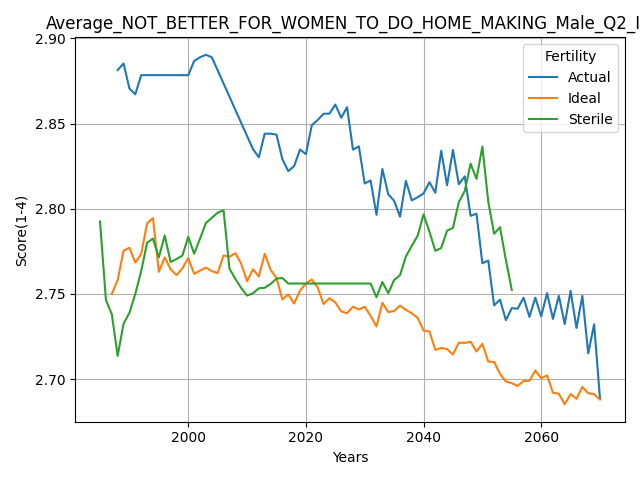 Average_NOT_BETTER_FOR_WOMEN_TO_DO_HOME_MAKING_Male_Q2_I
2.90
2.85
2.80
2.75
2.70
Score(1-4)
Fertility
Actual
Ideal
Sterile
2000
2020
2040
2060
Years